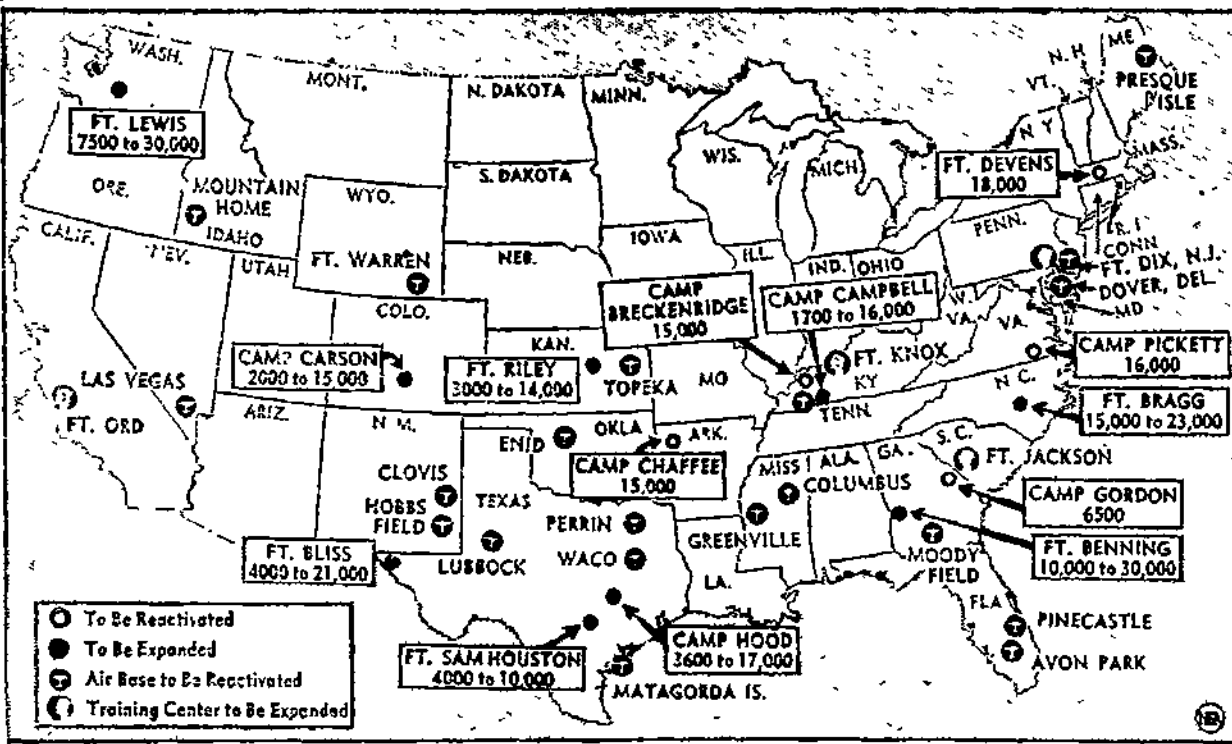 WASH.
MONT.
N. DAKOTA
MINN.
N. H
ME
PRESQUE
ISLE
VT.
N Y
MASS.
FT. LEWIS
7500 to 30,000
WIS.
MICH
FT. DEVENS
18,000
ORE.
MOUNTAIN
HOME
IDAHO
WYO.
S. DAKOTA
IOWA
PENN.
R. I
CONN
CALIF.
NEV.
UTAH
FT. WARREN
NEB.
ILL.
IND.
OHIO
FT. DIX, N.J.
DOVER, DEL.
MD
W.
VA.
VA.
CAMP
BRECKENRIDGE
15,000
CAMP CAMPBELL
1700 to 16,000
COLO.
KAN.
CAMP CARSON
2000 to 15 000
FT. RILEY
3000 to 14,000
TOPEKA
MO
FT. KNOX
KY
CAMP PICKETT
16,000
LAS VEGAS
FT. ORD
ARIZ.
N M.
ENID
OKLA
ARK.
TENN.
N C.
FT. BRAGG
15,000 to 23,000
CAMP CHAFFEE
15,000
S. C.
FT. JACKSON
CLOVIS
HOBBS
FIELD
TEXAS
PERRIN
WACO
MISS
ALA.
GA.
COLUMBUS
GREENVILLE
CAMP GORDON
6500
FT. BLISS
4000 to 21,000
LUBBOCK
LA.
MOODY
FIELD
FT. BENNING
10,000 to 30,000
FLA
PINECASTLE
AVON PARK
FT. SAM HOUSTON
4000 to 10,000
CAMP HOOD
3600 to 17,000
MATAGORDA IS.
To Be Reactivated
To Be Expanded
Air Base to Be Reactivated
Training Center to Be Expanded